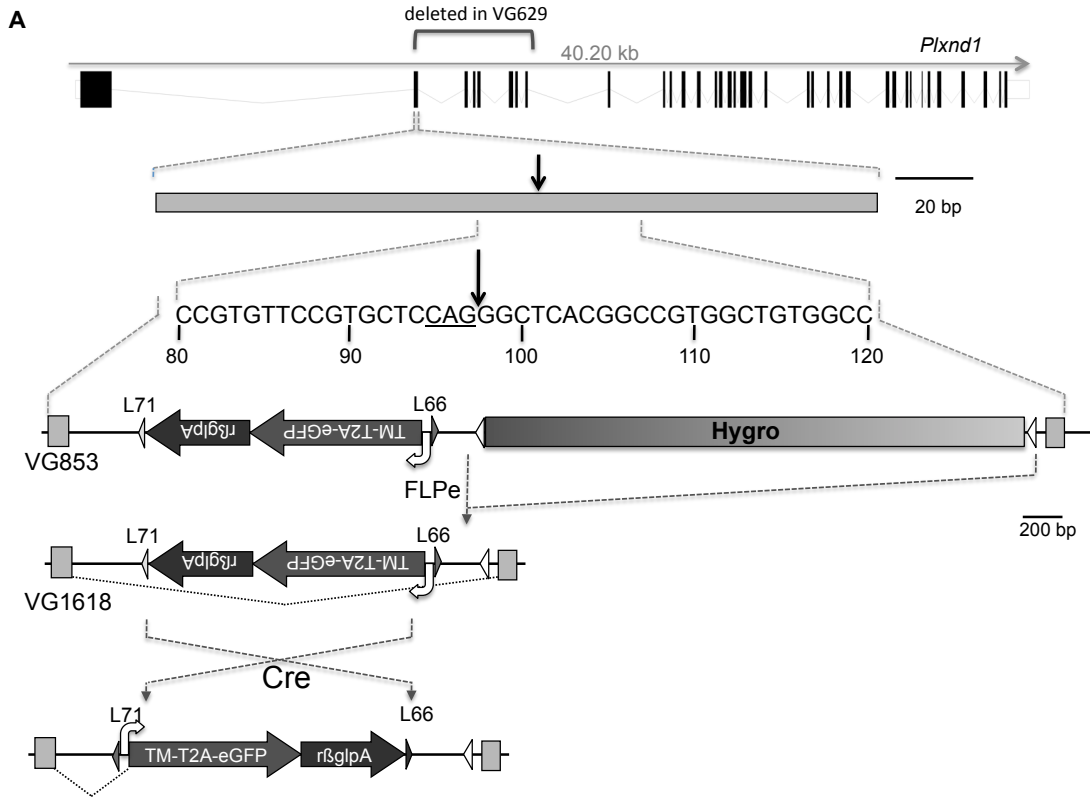 A
deleted in VG629
40.20 kb
Plxnd1
20 bp
CCGTGTTCCGTGCTCCAGGGCTCACGGCCGTGGCTGTGGCC
80 90 100 110 120
L71 L66
rßglpA TM-T2A-eGFP Hygro
VG853
FLPe
200 bp
L71 L66
rßglpA TM-T2A-eGFP
VG1618
Cre
L71 L66
TM-T2A-eGFP rßglpA